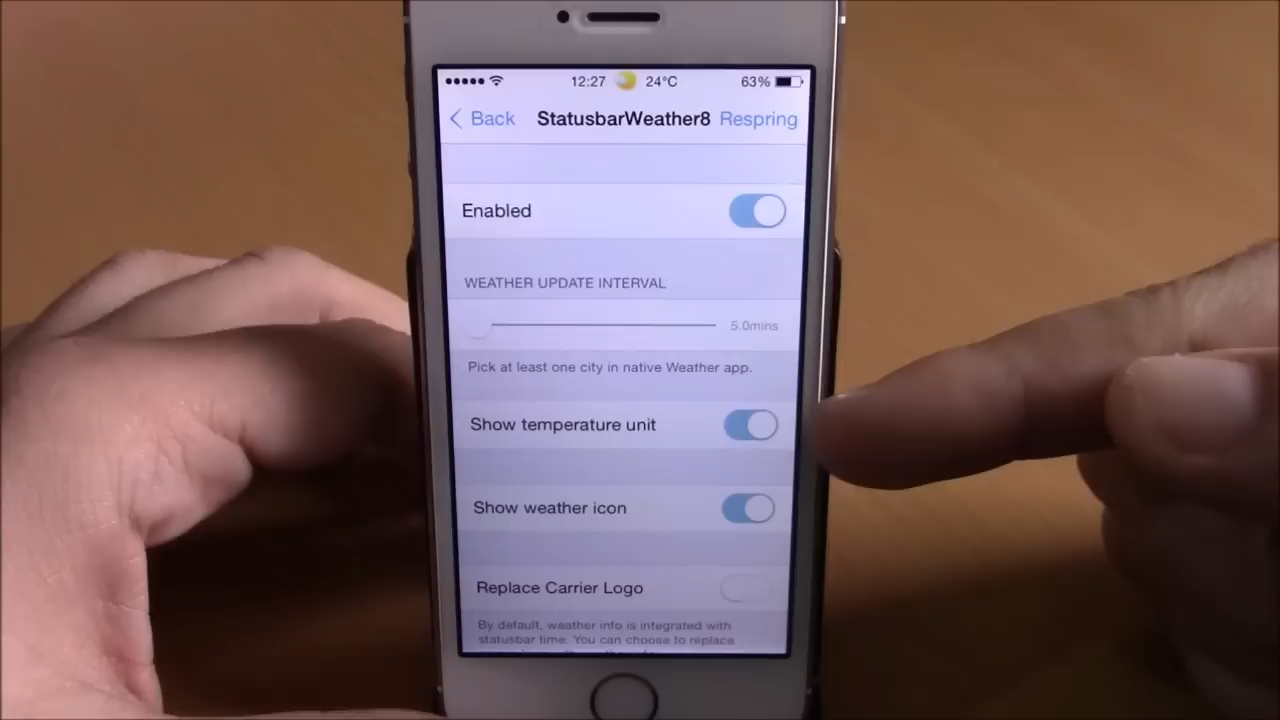 12:27 24°C 63%
Back StatusbarWeather8 Respring
Enabled
WEATHER UPDATE INTERVAL
5.0mins
Pick at least one city in native Weather app.
Show temperature unit
Show weather icon
Replace Carrier Logo
By default, weather info is integrated with
statusbar time. You can choose to replace